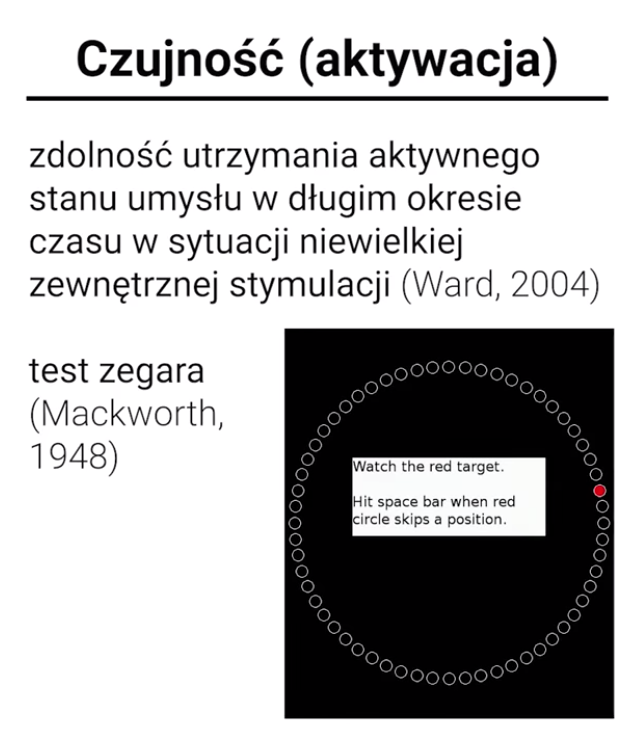 Czujność (aktywacja)
zdolność utrzymania aktywnego
stanu umysłu w długim okresie
czasu w sytuacji niewielkiej
zewnętrznej stymulacji (Ward, 2004)
test zegara
(Mackworth,
1948)
Watch the red target.
Hit space bar when red
circle skips a position.